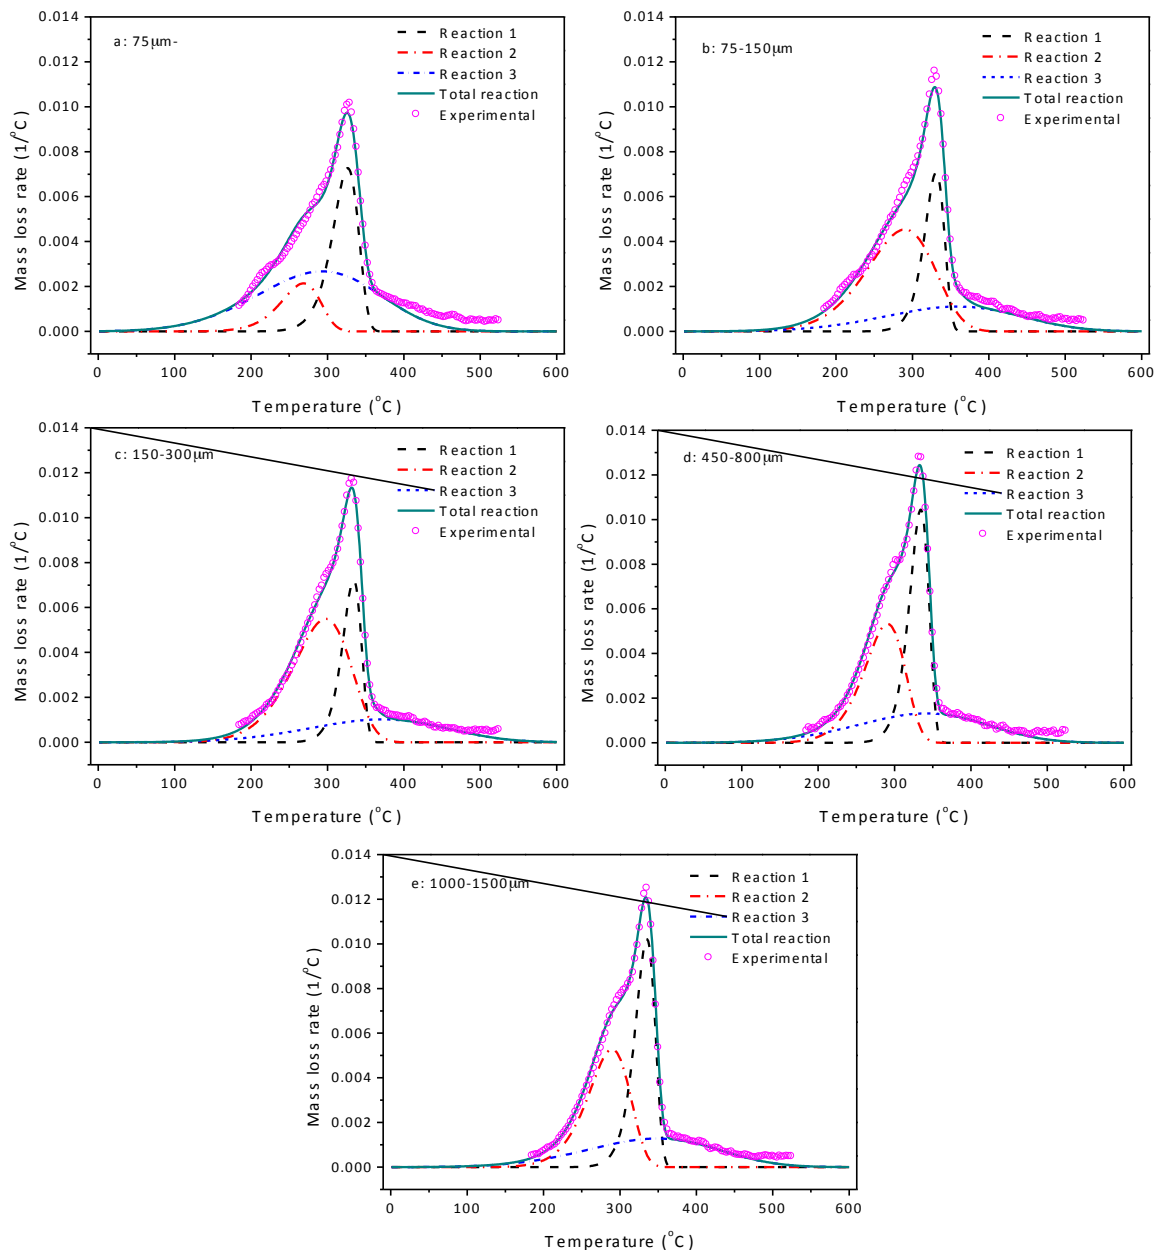 a: 75μm-
Reaction 1
Reaction 2
Reaction 3
Total reaction
Experimental
0.014
0.012
0.010
0.008
0.006
0.004
0.002
0.000
Mass loss rate (1/°C)
0 100 200 300 400 500 600
Temperature (°C)
b: 75-150μm
Reaction 1
Reaction 2
Reaction 3
Total reaction
Experimental
0.014
0.012
0.010
0.008
0.006
0.004
0.002
0.000
Mass loss rate (1/°C)
0 100 200 300 400 500 600
Temperature (°C)
c: 150-300μm
Reaction 1
Reaction 2
Reaction 3
Total reaction
Experimental
0.014
0.012
0.010
0.008
0.006
0.004
0.002
0.000
Mass loss rate (1/°C)
0 100 200 300 400 500 600
Temperature (°C)
d: 450-800μm
Reaction 1
Reaction 2
Reaction 3
Total reaction
Experimental
0.014
0.012
0.010
0.008
0.006
0.004
0.002
0.000
Mass loss rate (1/°C)
0 100 200 300 400 500 600
Temperature (°C)
e: 1000-1500μm
Reaction 1
Reaction 2
Reaction 3
Total reaction
Experimental
0.014
0.012
0.010
0.008
0.006
0.004
0.002
0.000
Mass loss rate (1/°C)
0 100 200 300 400 500 600
Temperature (°C)